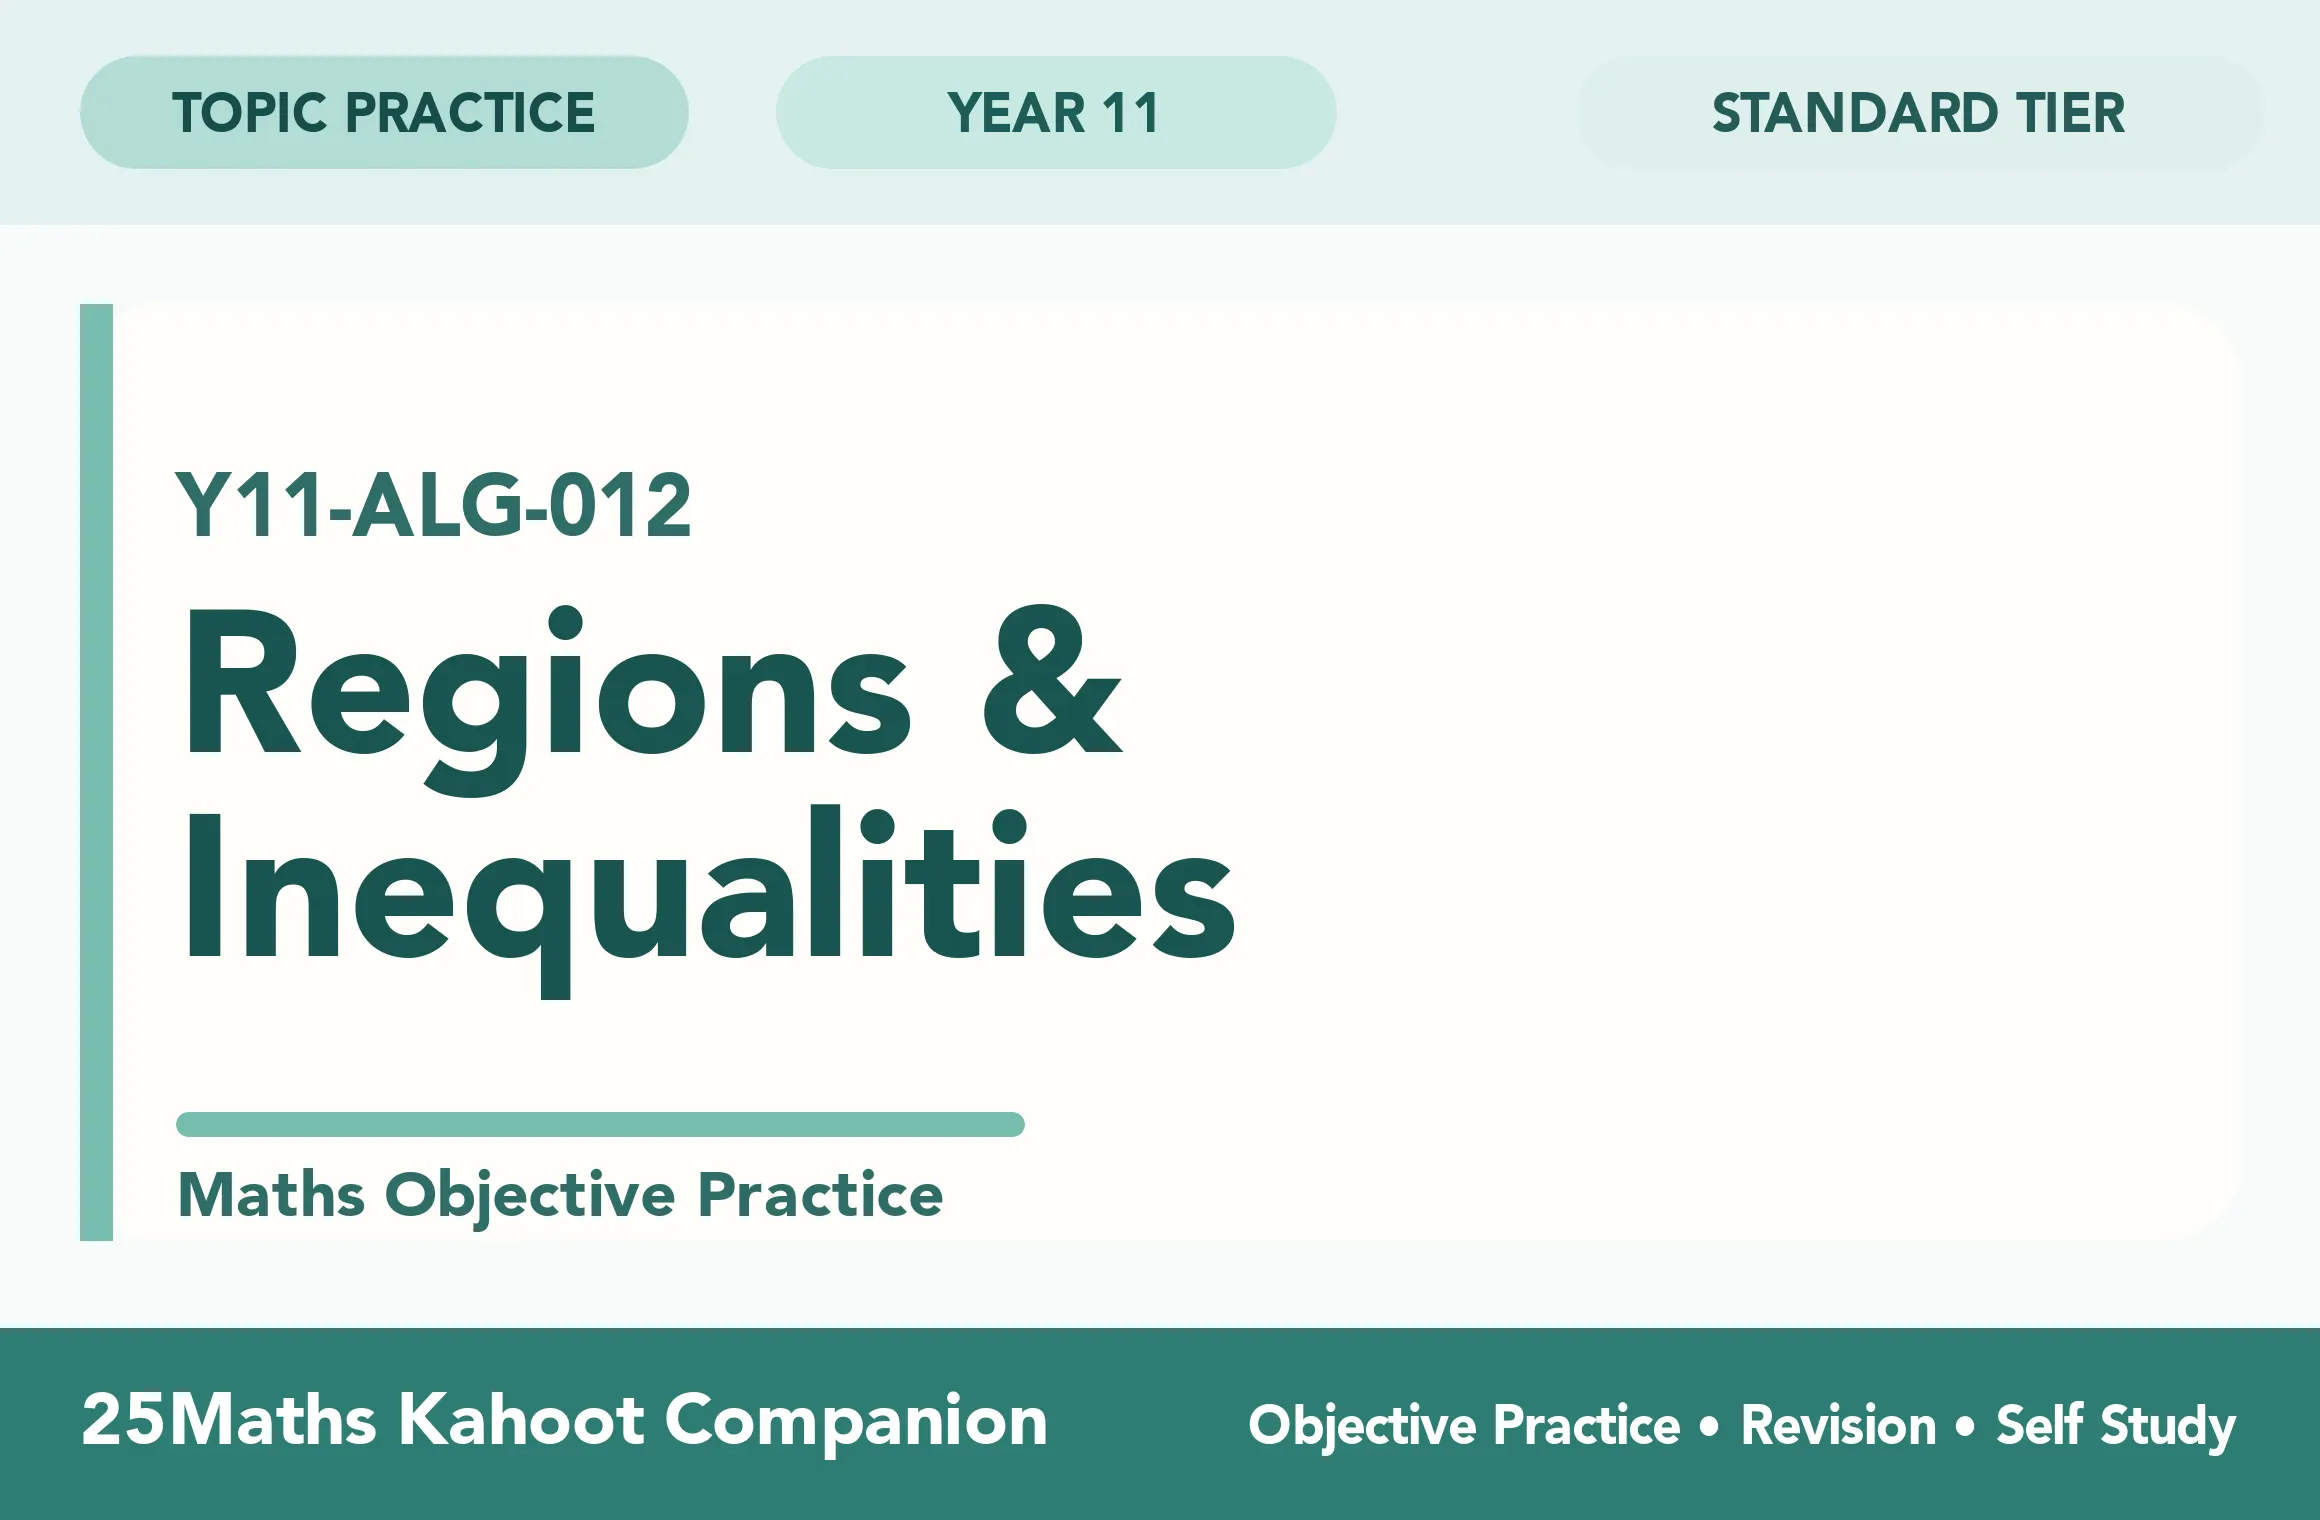 TOPIC PRACTICE
YEAR 11
STANDARD TIER
Y11-ALG-012
Regions &
Inequalities
Maths Objective Practice
25Maths Kahoot Companion
Objective Practice • Revision • Self Study